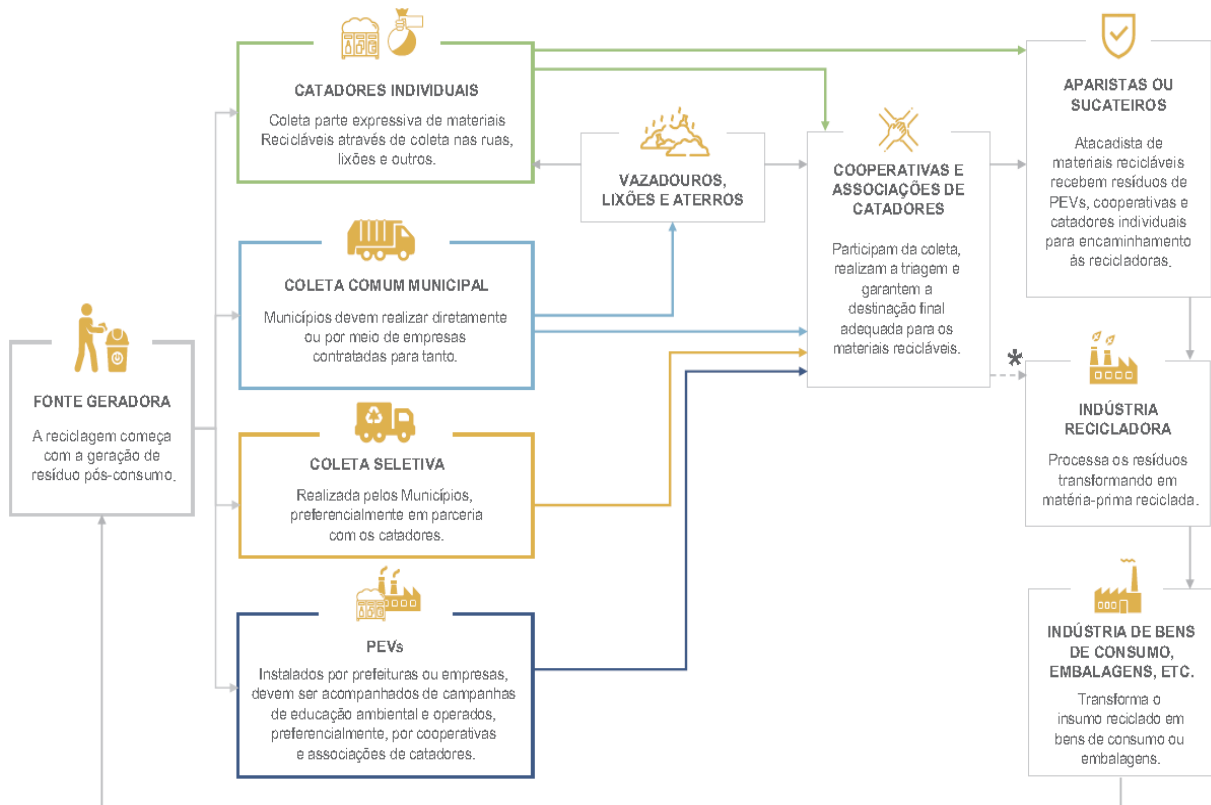 CATADORES INDIVIDUAIS
Coleta parte expressiva de materiais
Recicláveis através de coleta nas ruas,
lixões e outros.
COLETA COMUM MUNICIPAL
Municípios devem realizar diretamente
ou por meio de empresas
contratadas para tanto.
FONTE GERADORA
A reciclagem começa
com a geração de
resíduo pós-consumo.
COLETA SELETIVA
Realizada pelos Municípios,
preferencialmente em parceria
com os catadores.
PEVs
Instalados por prefeituras ou empresas,
devem ser acompanhados de campanhas
de educação ambiental e operados,
preferencialmente, por cooperativas
e associações de catadores.
VAZADOUROS,
LIXÕES E ATERROS
COOPERATIVAS E
ASSOCIAÇÕES DE
CATADORES
Participam da coleta,
realizam a triagem e
garantem a
destinação final
adequada para os
materiais recicláveis.
*
APARISTAS OU
SUCATEIROS
Atacadista de
materiais recicláveis
recebem resíduos de
PEVs, cooperativas e
catadores individuais
para encaminhamento
às recicladoras.
INDÚSTRIA
RECICLADORA
Processa os resíduos
transformando em
matéria-prima reciclada.
INDÚSTRIA DE BENS
DE CONSUMO,
EMBALAGENS, ETC.
Transforma o
insumo reciclado em
bens de consumo ou
embalagens.